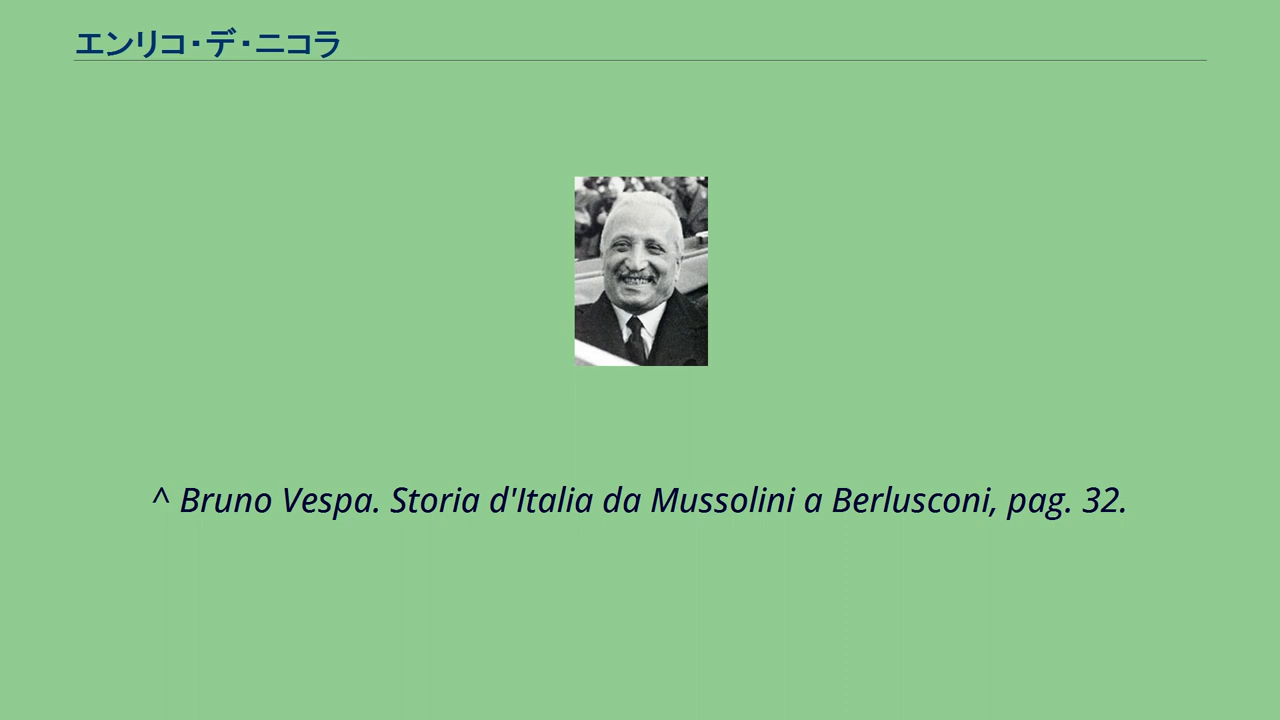 エンリコ・デ・ニコラ
^ Bruno Vespa. Storia d'Italia da Mussolini a Berlusconi, pag. 32.